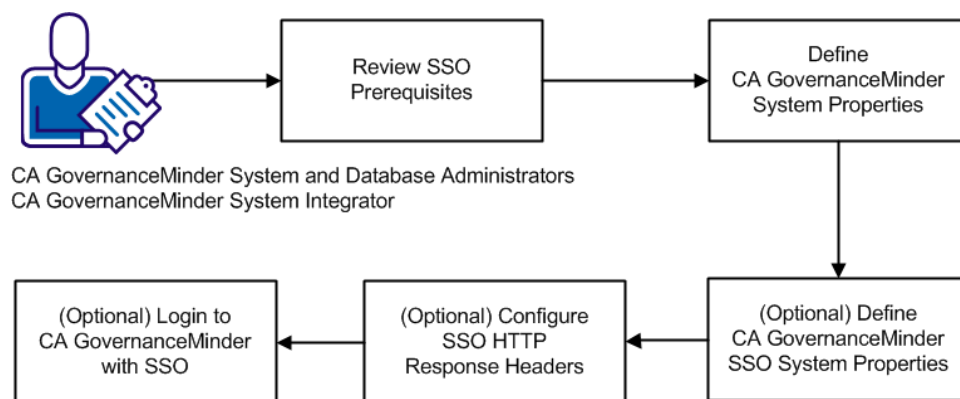 Review SSO
Prerequisites
Define
CA GovernanceMinder
System Properties
CA GovernanceMinder System and Database Administrators
CA GovernanceMinder System Integrator
(Optional) Define
CA GovernanceMinder
SSO System Properties
(Optional) Configure
SSO HTTP
Response Headers
(Optional) Login to
CA GovernanceMinder
with SSO